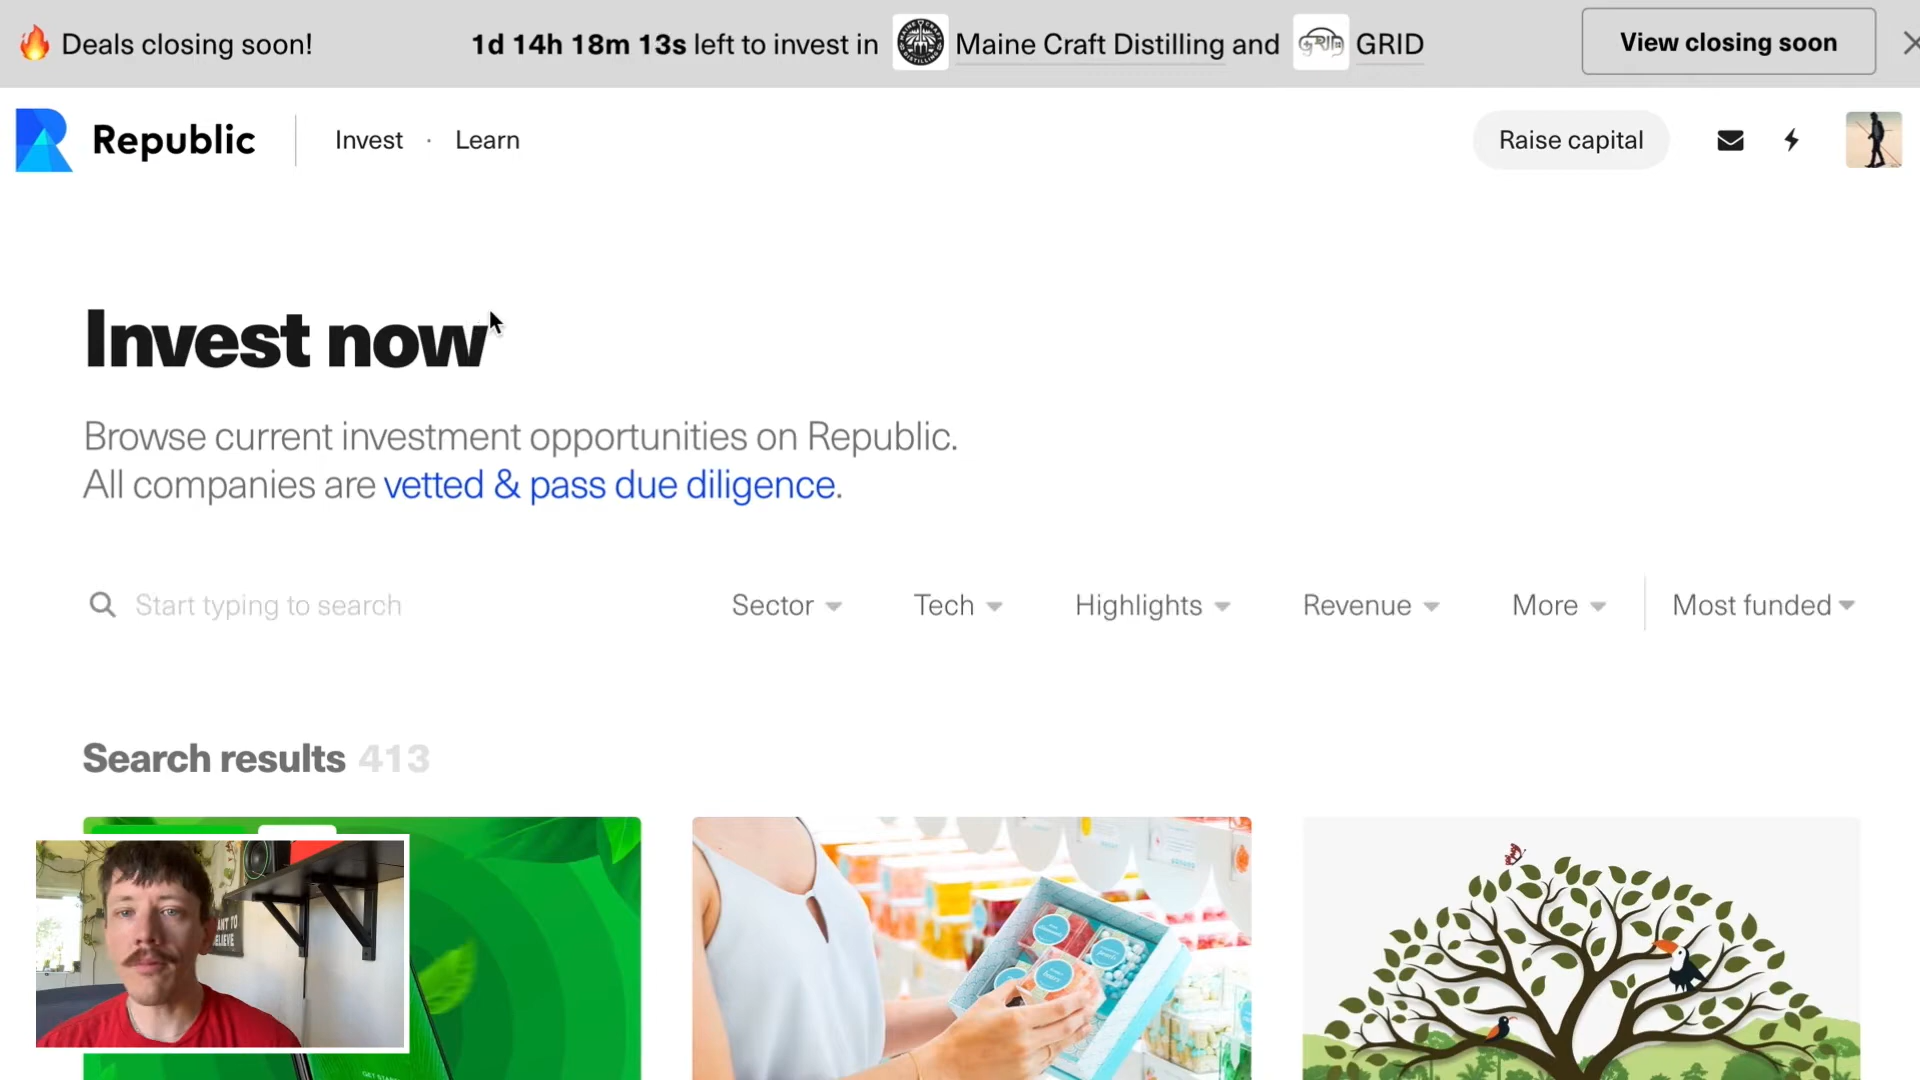 Deals closing soon!
1d 14h 18m 13s left to invest in Maine Craft Distilling and GRID
View closing soon
Republic
Invest · Learn
Raise capital
Invest now
Browse current investment opportunities on Republic.
All companies are vetted & pass due diligence.
Start typing to search
Sector
Tech
Highlights
Revenue
More
Most funded
Search results 413